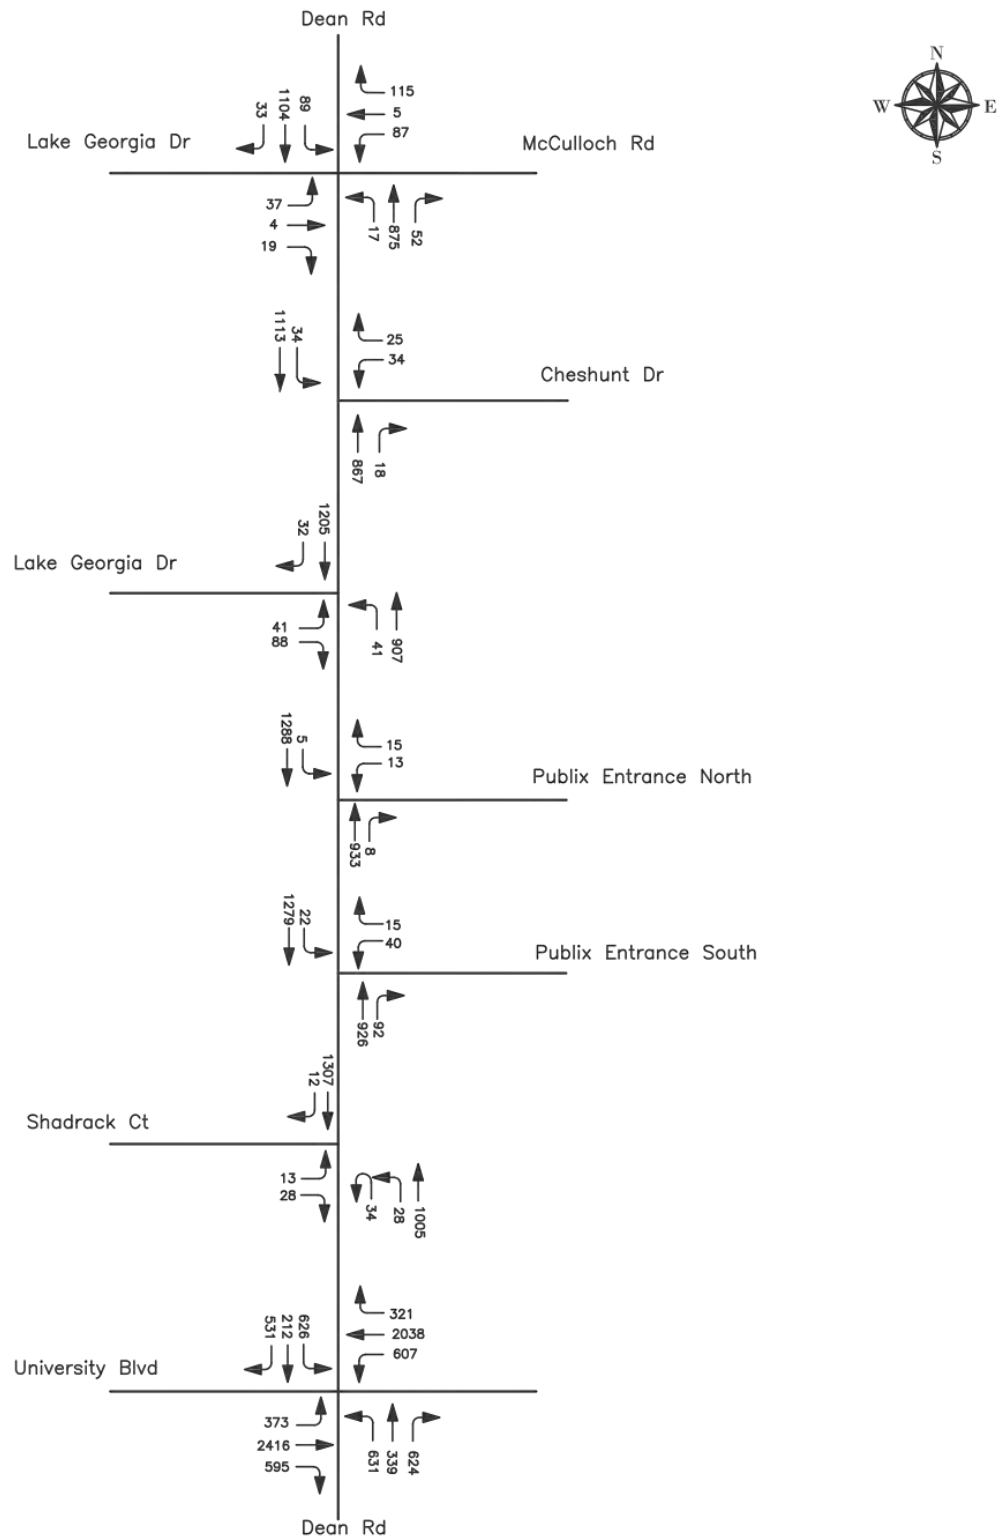 Dean Rd
N
W E
S
115
5
87
33 1104 89
Lake Georgia Dr
McCulloch Rd
37
4
19
17 875 52
1113 34
25
34
Cheshunt Dr
867 18
32 1205
Lake Georgia Dr
41
88
41 907
1288 5
15
13
Publix Entrance North
933 8
1279 22
15
40
Publix Entrance South
926 92
12 1307
Shadrack Ct
13
28
34 28 1005
531 212 626
321
2038
607
University Blvd
373
2416
595
631 339 624
Dean Rd